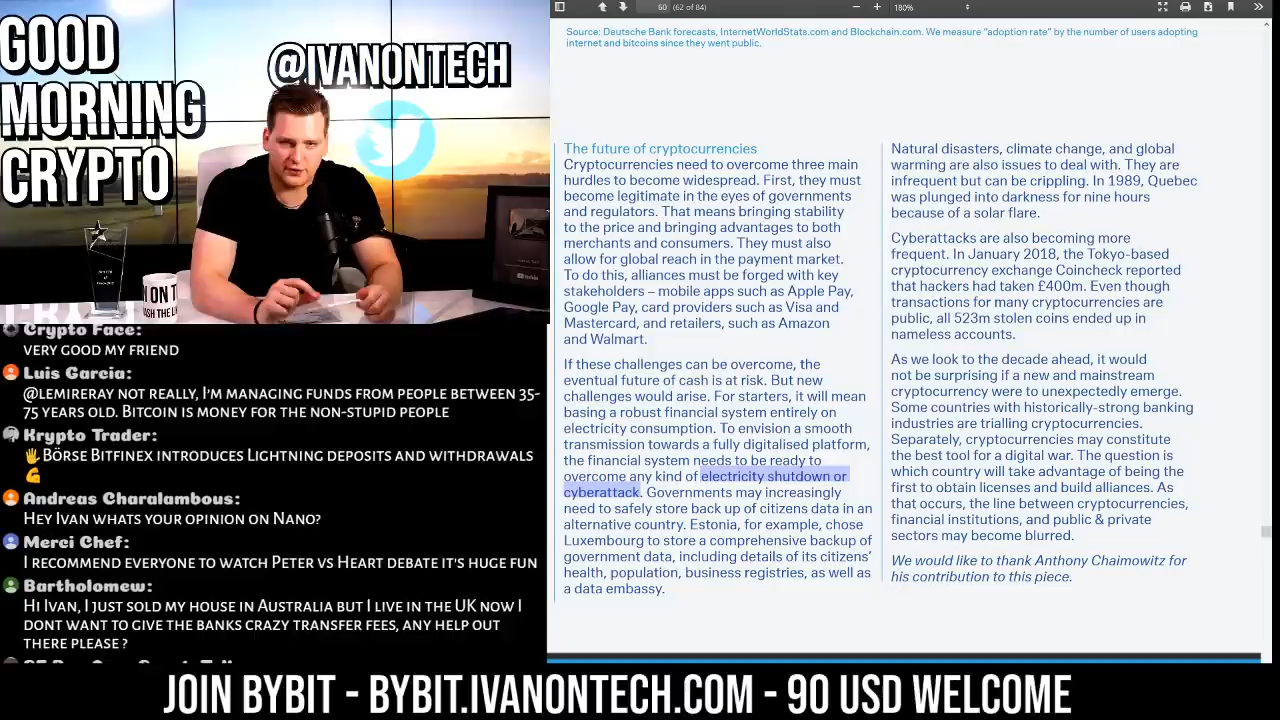 GOOD
MORNING
CRYPTO
@IVANONTECH
I ON T
ASH THE LI
CRYPTO
Crypto Face:
VERY GOOD MY FRIEND
Luis Garcia:
@LEMIRERAY NOT REALLY, I'M MANAGING FUNDS FROM PEOPLE BETWEEN 35-
75 YEARS OLD. BITCOIN IS MONEY FOR THE NON-STUPID PEOPLE
Krypto Trader:
🖐BÖRSE BITFINEX INTRODUCES LIGHTNING DEPOSITS AND WITHDRAWALS
💪
Andreas Charalambous:
HEY IVAN WHATS YOUR OPINION ON NANO?
Merci Chef:
I RECOMMEND EVERYONE TO WATCH PETER VS HEART DEBATE IT'S HUGE FUN
Bartholomew:
HI IVAN, I JUST SOLD MY HOUSE IN AUSTRALIA BUT I LIVE IN THE UK NOW I
DONT WANT TO GIVE THE BANKS CRAZY TRANSFER FEES, ANY HELP OUT
THERE PLEASE ?
60 (62 of 84)
180%
Source: Deutsche Bank forecasts, InternetWorldStats.com and Blockchain.com. We measure "adoption rate" by the number of users adopting
internet and bitcoins since they went public.
The future of cryptocurrencies
Cryptocurrencies need to overcome three main
hurdles to become widespread. First, they must
become legitimate in the eyes of governments
and regulators. That means bringing stability
to the price and bringing advantages to both
merchants and consumers. They must also
allow for global reach in the payment market.
To do this, alliances must be forged with key
stakeholders – mobile apps such as Apple Pay,
Google Pay, card providers such as Visa and
Mastercard, and retailers, such as Amazon
and Walmart.
If these challenges can be overcome, the
eventual future of cash is at risk. But new
challenges would arise. For starters, it will mean
basing a robust financial system entirely on
electricity consumption. To envision a smooth
transmission towards a fully digitalised platform,
the financial system needs to be ready to
overcome any kind of electricity shutdown or
cyberattack. Governments may increasingly
need to safely store back up of citizens data in an
alternative country. Estonia, for example, chose
Luxembourg to store a comprehensive backup of
government data, including details of its citizens'
health, population, business registries, as well as
a data embassy.
Natural disasters, climate change, and global
warming are also issues to deal with. They are
infrequent but can be crippling. In 1989, Quebec
was plunged into darkness for nine hours
because of a solar flare.
Cyberattacks are also becoming more
frequent. In January 2018, the Tokyo-based
cryptocurrency exchange Coincheck reported
that hackers had taken £400m. Even though
transactions for many cryptocurrencies are
public, all 523m stolen coins ended up in
nameless accounts.
As we look to the decade ahead, it would
not be surprising if a new and mainstream
cryptocurrency were to unexpectedly emerge.
Some countries with historically-strong banking
industries are trialling cryptocurrencies.
Separately, cryptocurrencies may constitute
the best tool for a digital war. The question is
which country will take advantage of being the
first to obtain licenses and build alliances. As
that occurs, the line between cryptocurrencies,
financial institutions, and public & private
sectors may become blurred.
We would like to thank Anthony Chaimowitz for
his contribution to this piece.
JOIN BYBIT - BYBIT.IVANONTECH.COM - 90 USD WELCOME